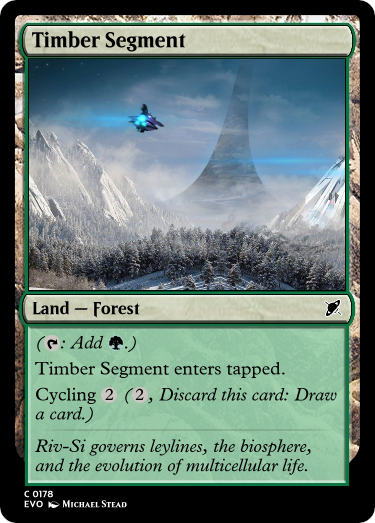 Timber Segment
Land — Forest
(T: Add G.)
Timber Segment enters tapped.
Cycling 2 (2, Discard this card: Draw
a card.)
Riv-Si governs leylines, the biosphere,
and the evolution of multicellular life.
C 0178
EVO Michael Stead